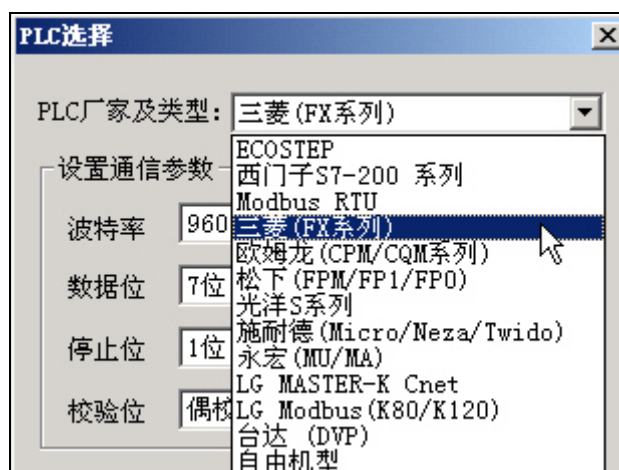 PLC选择
PLC厂家及类型: 三菱(FX系列)
ECOSTEP
设置通信参数
西门子S7-200 系列
Modbus RTU
波特率 960
三菱(FX系列)
欧姆龙(CPM/CQM系列)
数据位 7位
松下(FPM/FP1/FP0)
光洋S系列
施耐德(Micro/Neza/Twido)
停止位 1位
永宏(MU/MA)
LG MASTER-K Cnet
校验位 偶校
LG Modbus(K80/K120)
台达 (DVP)
自由机型